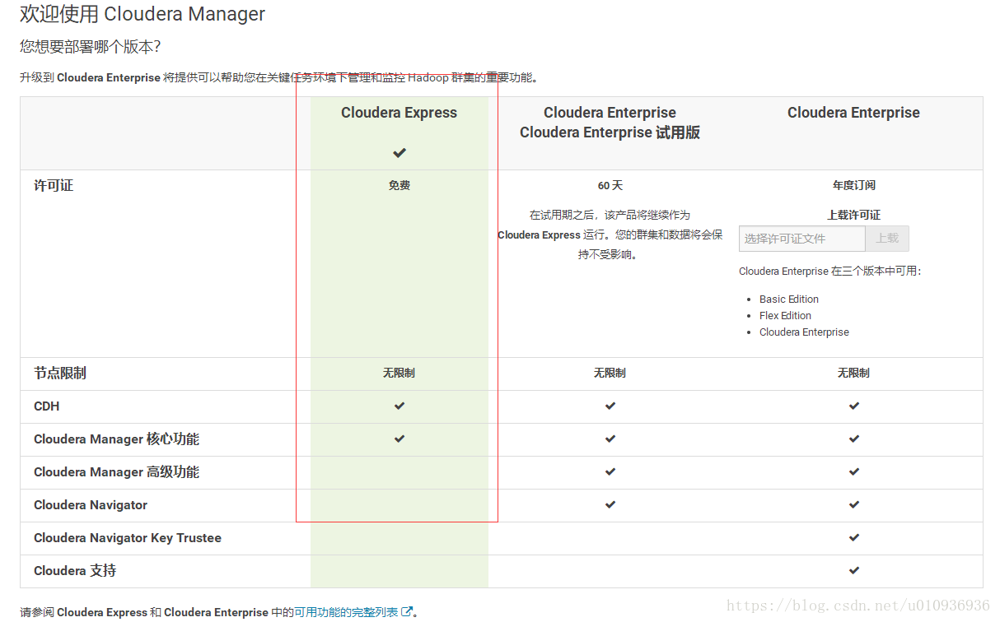 欢迎使用 Cloudera Manager
您想要部署哪个版本?
升级到 Cloudera Enterprise 将提供可以帮助您在关键任务环境下管理和监控 Hadoop 群集的重要功能。
Cloudera Express
Cloudera Enterprise
Cloudera Enterprise 试用版
Cloudera Enterprise
许可证
免费
60 天
在试用期之后，该产品将继续作为
Cloudera Express 运行。您的群集和数据将会保
持不受影响。
年度订阅
上载许可证
选择许可证文件
上载
Cloudera Enterprise 在三个版本中可用:
Basic Edition
Flex Edition
Cloudera Enterprise
节点限制
无限制
无限制
无限制
CDH
Cloudera Manager 核心功能
Cloudera Manager 高级功能
Cloudera Navigator
Cloudera Navigator Key Trustee
Cloudera 支持
请参阅 Cloudera Express 和 Cloudera Enterprise 中的可用功能的完整列表。
https://blog.csdn.net/u010936936